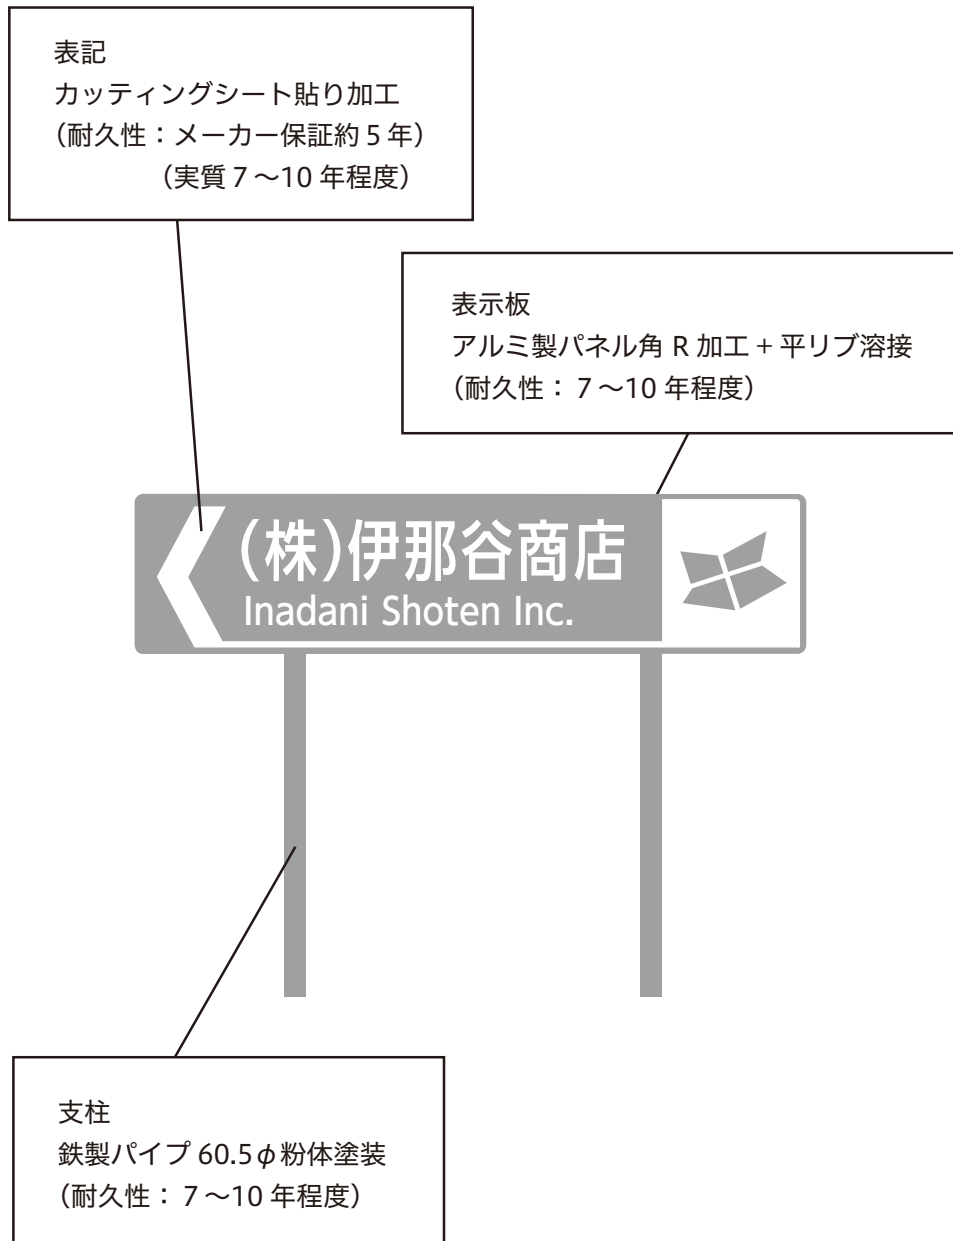 表記
カッティングシート貼り加工
（耐久性：メーカー保証約 5 年）
（実質 7 ～10 年程度）
表示板
アルミ製パネル角 R 加工 + 平リブ溶接
（耐久性： 7 ～10 年程度）
（株）伊那谷商店
Inadani Shoten Inc.
支柱
鉄製パイプ 60.5φ粉体塗装
（耐久性： 7 ～10 年程度）